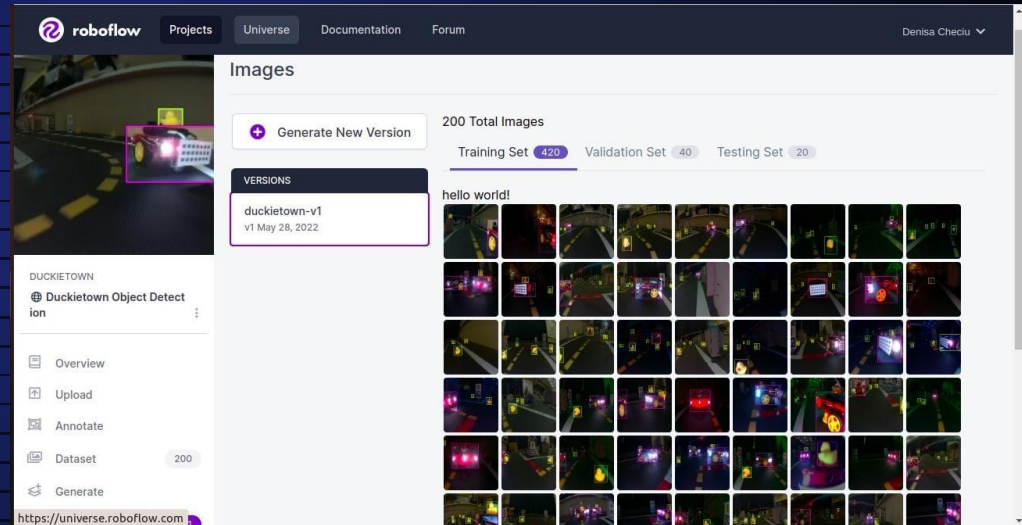 roboflow
Projects
Universe
Documentation
Forum
Denisa Checiu
Images
Generate New Version
200 Total Images
Training Set 420
Validation Set 40
Testing Set 20
VERSIONS
duckietown-v1
v1 May 28, 2022
hello world!
DUCKIETOWN
Duckietown Object Detect
ion
Overview
Upload
Annotate
Dataset 200
Generate
https://universe.roboflow.com